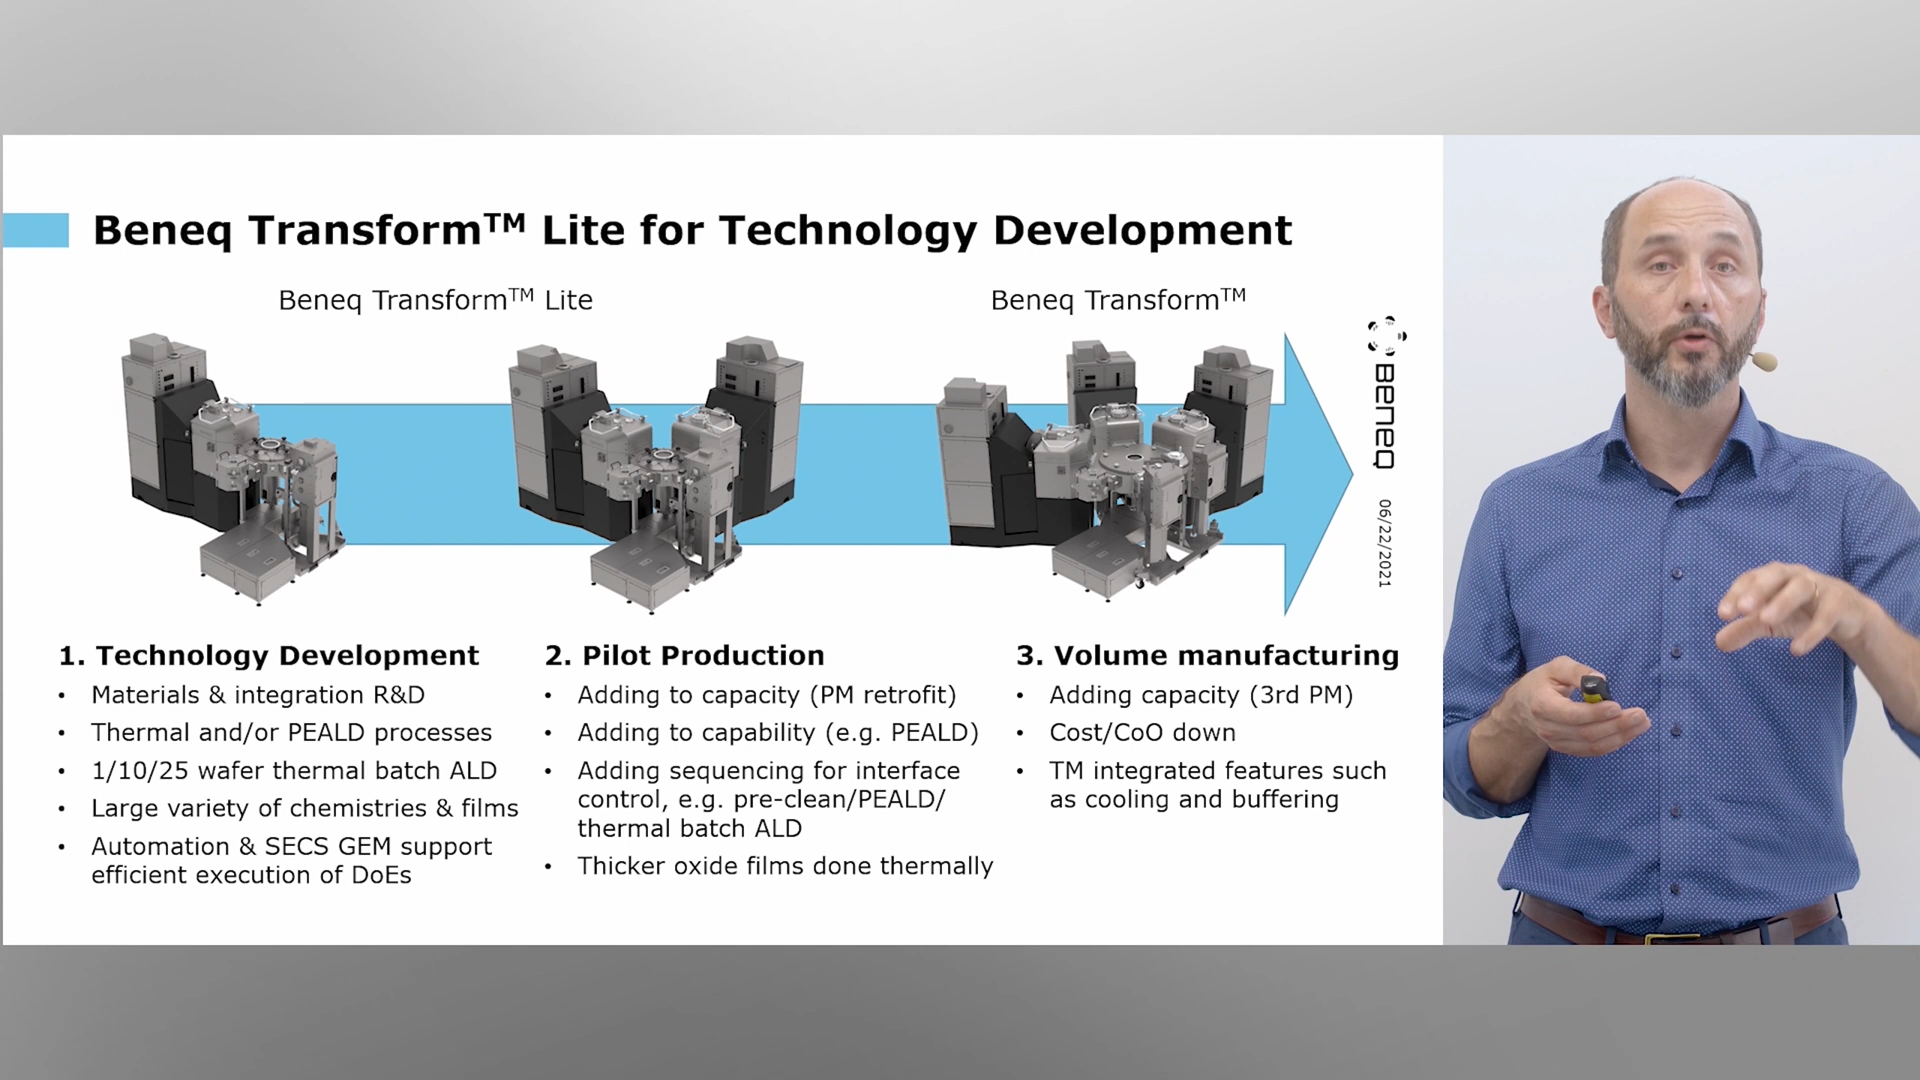 Beneq Transform™ Lite for Technology Development
Beneq Transform™ Lite
Beneq Transform™
BENEQ
06/22/2021
1. Technology Development
• Materials & integration R&D
• Thermal and/or PEALD processes
• 1/10/25 wafer thermal batch ALD
• Large variety of chemistries & films
• Automation & SECS GEM support
efficient execution of DoEs
2. Pilot Production
• Adding to capacity (PM retrofit)
• Adding to capability (e.g. PEALD)
• Adding sequencing for interface
control, e.g. pre-clean/PEALD/
thermal batch ALD
• Thicker oxide films done thermally
3. Volume manufacturing
• Adding capacity (3rd PM)
• Cost/CoO down
• TM integrated features such
as cooling and buffering